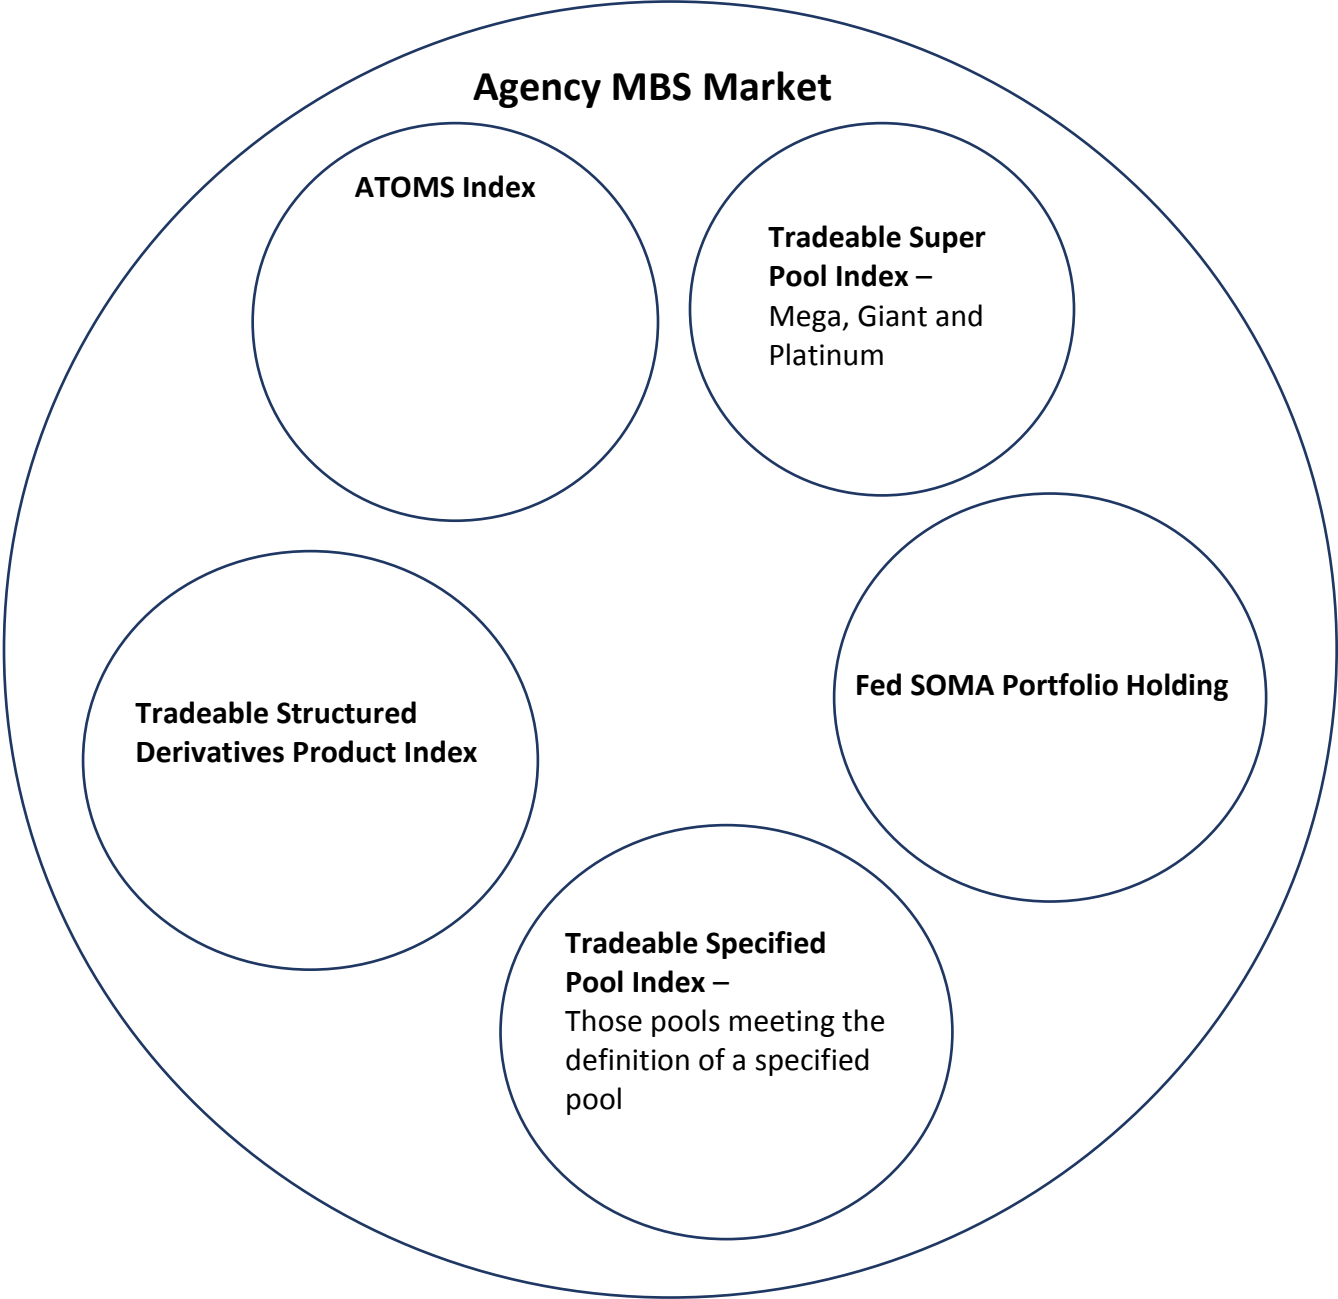 Agency MBS Market
ATOMS Index
Tradeable Super
Pool Index –
Mega, Giant and
Platinum
Fed SOMA Portfolio Holding
Tradeable Structured
Derivatives Product Index
Tradeable Specified
Pool Index –
Those pools meeting the
definition of a specified
pool